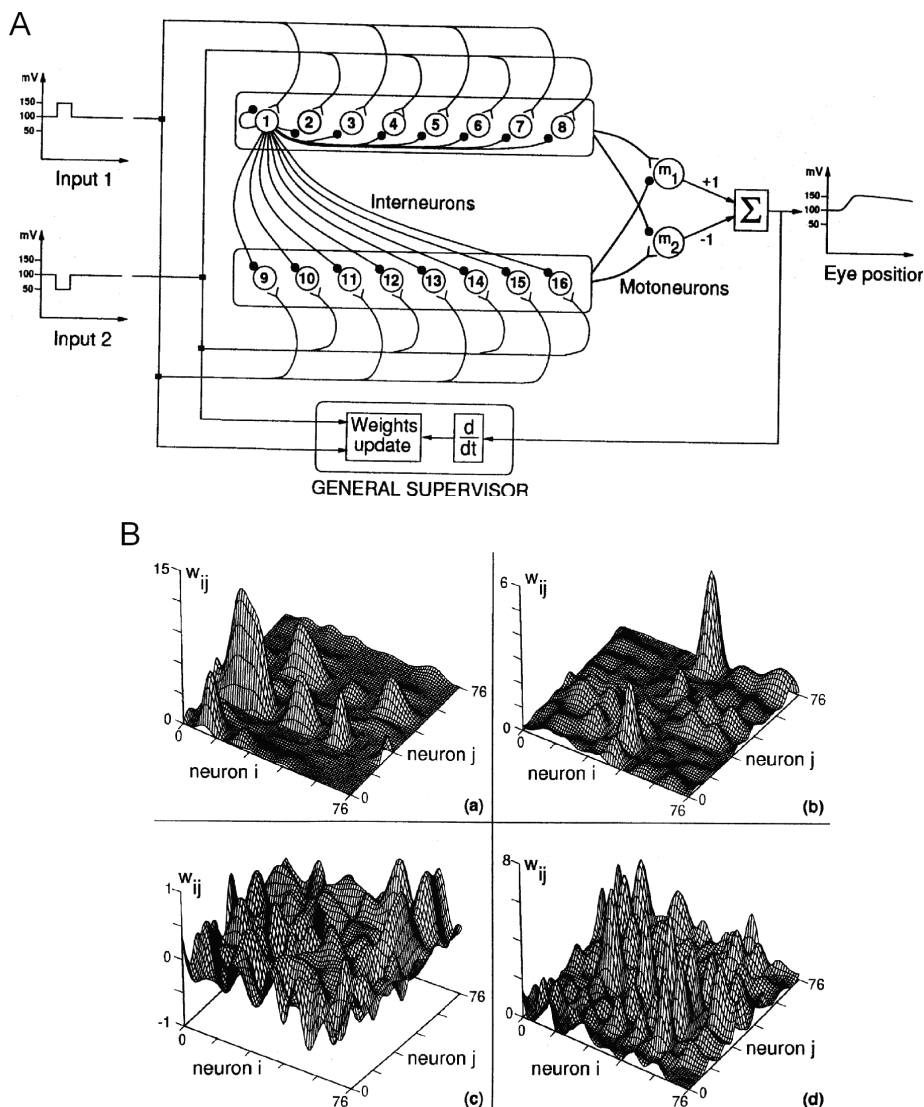 A
mV
150
100
50
Input 1
mV
100
50
Input 2
1 2 3 4 5 6 7 8
Interneurons
9 10 11 12 13 14 15 16
m1
m2
+1
-1
Σ
Motoneurons
mV
150
100
50
Eye position
Weights
update
d
dt
GENERAL SUPERVISOR
B
15
wij
0
0
neuron i
76
0
neuron j
76
(a)
6
wij
0
0
neuron i
76
0
neuron j
76
(b)
wij
1
0
-1
0
neuron i
76
0
neuron j
76
(c)
8
wij
0
0
neuron i
76
0
neuron j
76
(d)